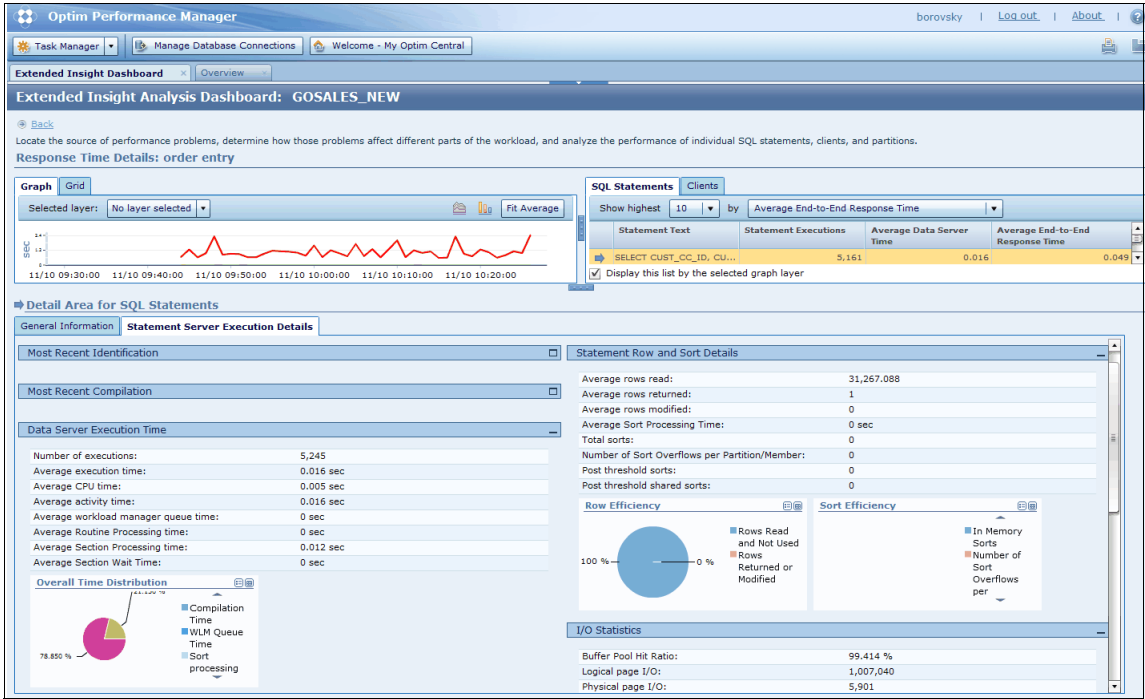 Optim Performance Manager
borovsky | Log out | About | ?
Task Manager
Manage Database Connections
Welcome - My Optim Central
Extended Insight Dashboard ×
Overview ×
Extended Insight Analysis Dashboard: GOSALES_NEW
Back
Locate the source of performance problems, determine how those problems affect different parts of the workload, and analyze the performance of individual SQL statements, clients, and partitions.
Response Time Details: order entry
Graph Grid
Selected layer: No layer selected
Fit Average
sec
2.4
1.2
0
11/10 09:30:00 11/10 09:40:00 11/10 09:50:00 11/10 10:00:00 11/10 10:10:00 11/10 10:20:00
SQL Statements Clients
Show highest 10 by Average End-to-End Response Time
Statement Text Statement Executions Average Data Server Time Average End-to-End Response Time
SELECT CUST_CC_ID, CU... 5,161 0.016 0.049
Display this list by the selected graph layer
Detail Area for SQL Statements
General Information Statement Server Execution Details
Most Recent Identification
Most Recent Compilation
Data Server Execution Time
Number of executions: 5,245
Average execution time: 0.016 sec
Average CPU time: 0.005 sec
Average activity time: 0.016 sec
Average workload manager queue time: 0 sec
Average Routine Processing time: 0 sec
Average Section Processing time: 0.012 sec
Average Section Wait Time: 0 sec
Overall Time Distribution
78.850 %
Compilation
Time
WLM Queue
Time
Sort
processing
Statement Row and Sort Details
Average rows read: 31,267.088
Average rows returned: 1
Average rows modified: 0
Average Sort Processing Time: 0 sec
Total sorts: 0
Number of Sort Overflows per Partition/Member: 0
Post threshold sorts: 0
Post threshold shared sorts: 0
Row Efficiency
100 %
0 %
Rows Read
and Not Used
Rows
Returned or
Modified
Sort Efficiency
In Memory
Sorts
Number of
Sort
Overflows
per
I/O Statistics
Buffer Pool Hit Ratio: 99.414 %
Logical page I/O: 1,007,040
Physical page I/O: 5,901